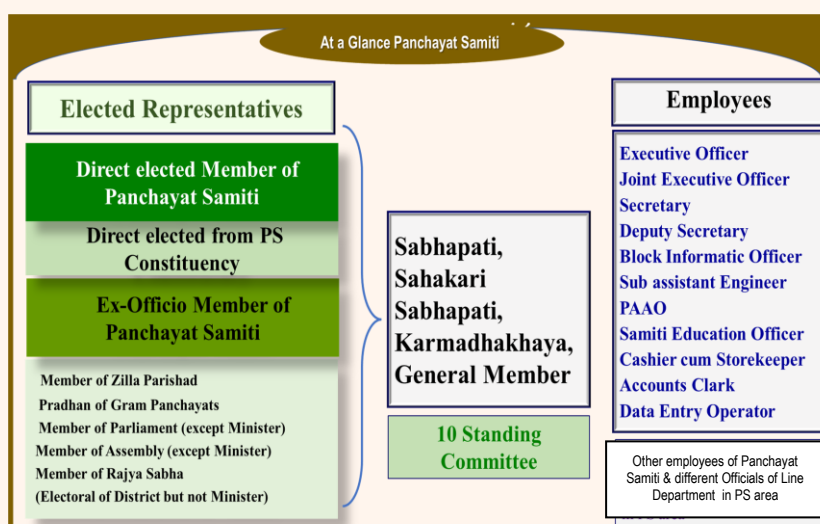 At a Glance Panchayat Samiti
Elected Representatives
Direct elected Member of
Panchayat Samiti
Direct elected from PS
Constituency
Ex-Officio Member of
Panchayat Samiti
Member of Zilla Parishad
Pradhan of Gram Panchayats
Member of Parliament (except Minister)
Member of Assembly (except Minister)
Member of Rajya Sabha
(Electoral of District but not Minister)
Sabhapati,
Sahakari
Sabhapati,
Karmadhakhaya,
General Member
10 Standing
Committee
Employees
Executive Officer
Joint Executive Officer
Secretary
Deputy Secretary
Block Informatic Officer
Sub assistant Engineer
PAAO
Samiti Education Officer
Cashier cum Storekeeper
Accounts Clark
Data Entry Operator
Other employees of Panchayat
Samiti & different Officials of Line
Department in PS area